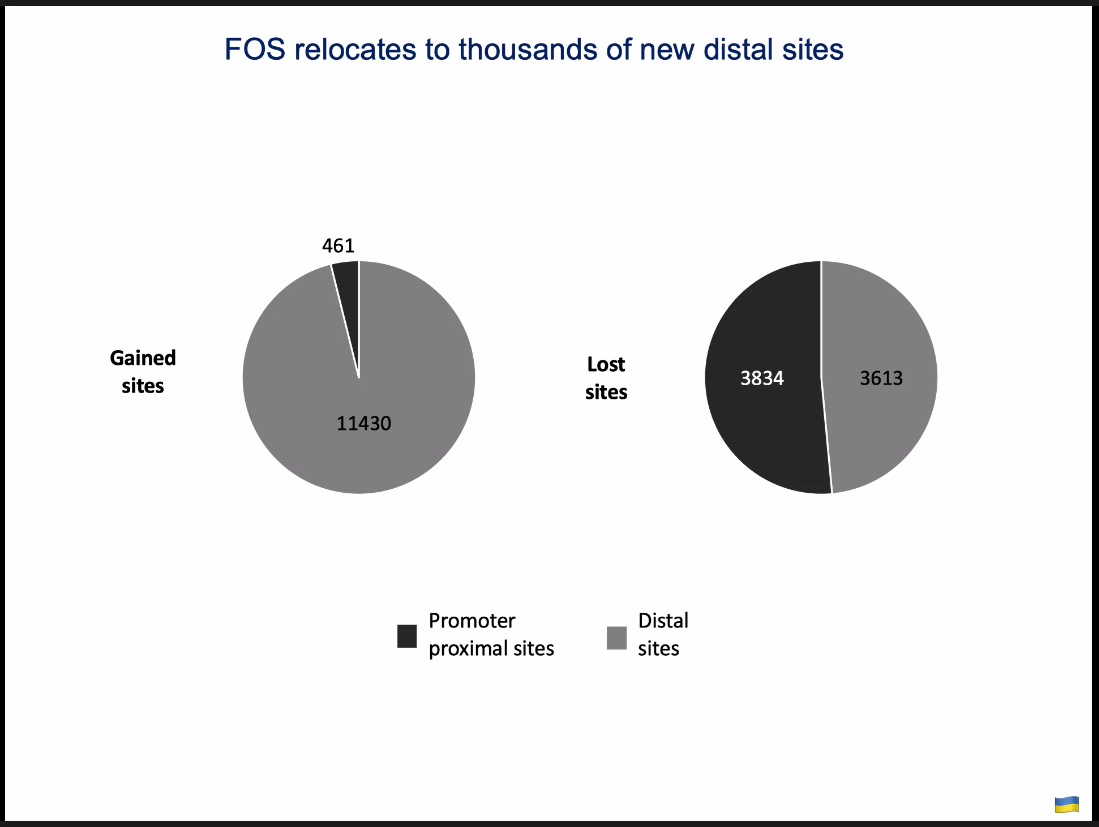 FOS relocates to thousands of new distal sites
461
Gained
sites
11430
Lost
sites
3834
3613
Promoter
proximal sites
Distal
sites